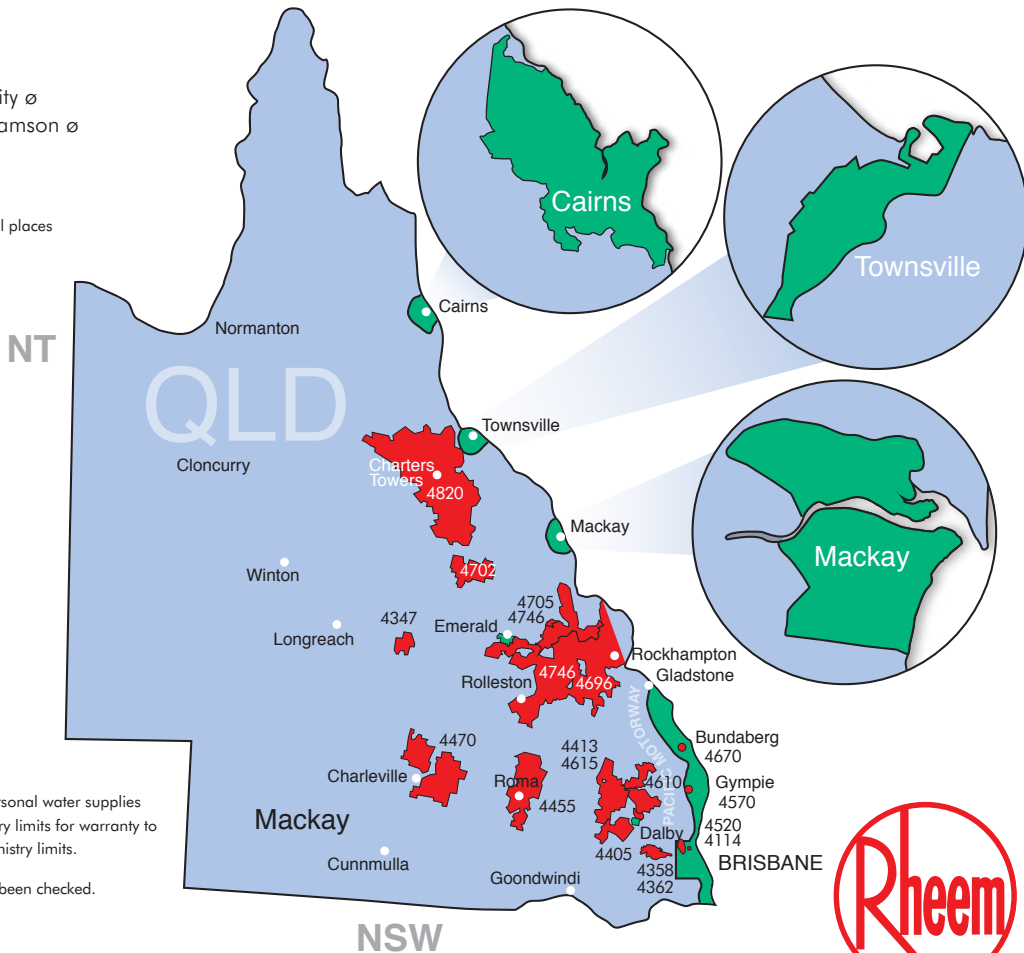 ity ø
amson ø
l places
NT
QLD
Normanton
Cloncurry
Cairns
Cairns
Townsville
Townsville
Charters
Towers
4820
Mackay
Mackay
4702
Winton
Longreach
4347
Emerald
4705
4746
Rockhampton
Gladstone
Rolleston
4746
4696
PACIFIC MOTORWAY
Bundaberg
4670
Gympie
4570
4520
4114
BRISBANE
4470
Charleville
Roma
4455
4413
4615
4610
4405
Dalby
4358
4362
Mackay
Cunnmulla
Goondwindi
NSW
rsonal water supplies
ry limits for warranty to
mistry limits.
been checked.
Rheem